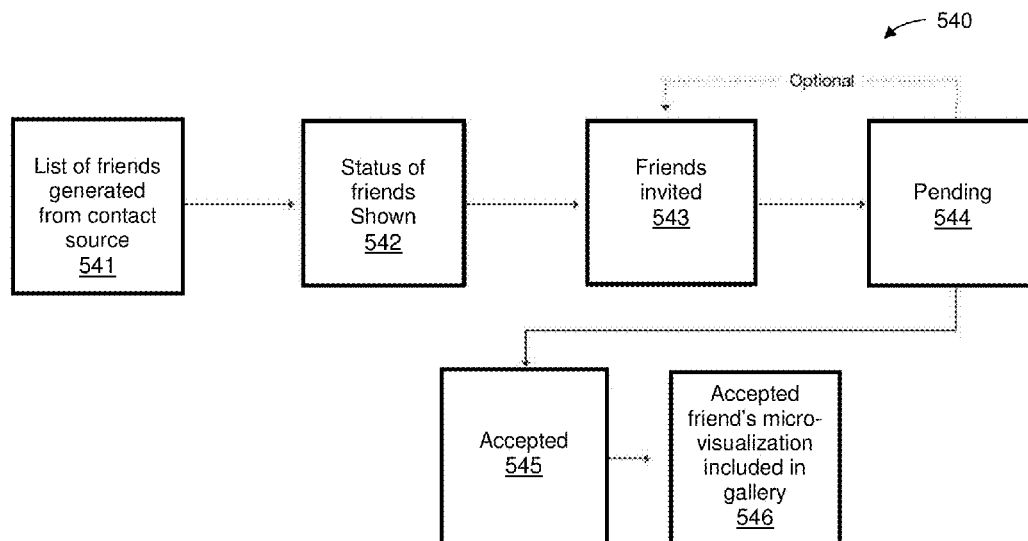 540
Optional
List of friends
generated
from contact
source
541
Status of
friends
Shown
542
Friends
invited
543
Pending
544
Accepted
545
Accepted
friend's micro-
visualization
included in
gallery
546